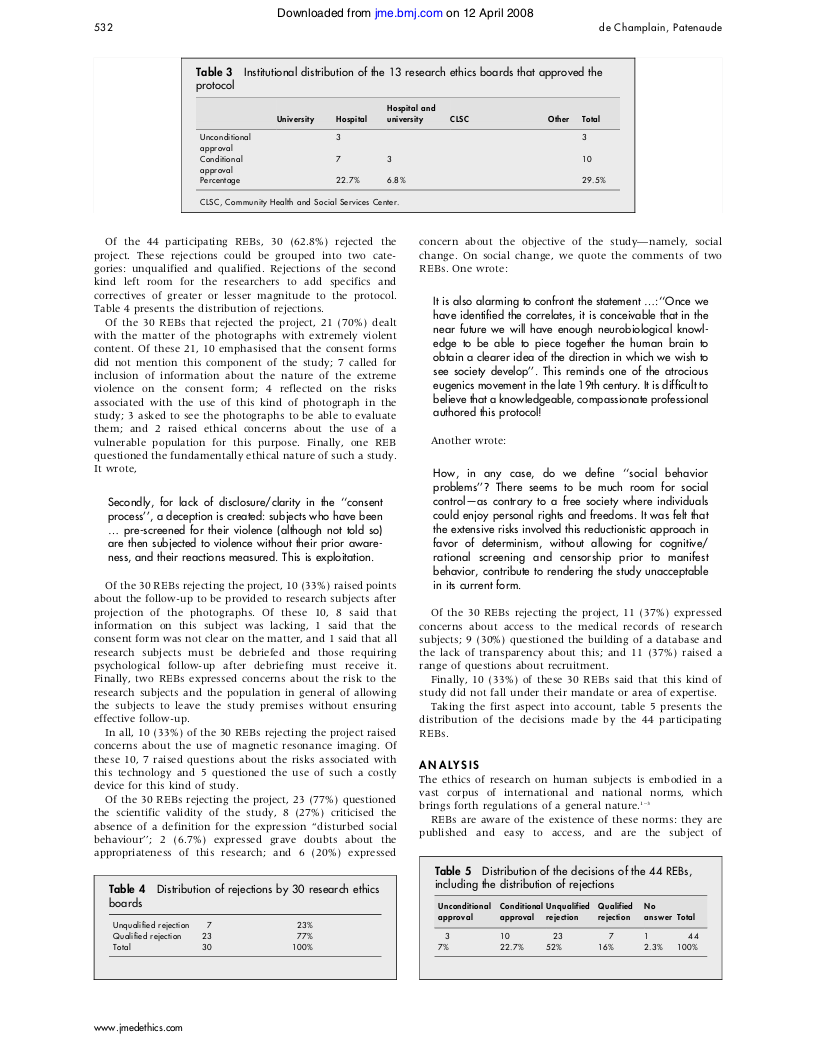 Downloaded from jme.bmj.com on 12 April 2008
532
de Champlain, Patenaude
Table 3 Institutional distribution of the 13 research ethics boards that approved the
protocol
University Hospital Hospital and university CLSC Other Total
Unconditional approval 3 3
Conditional approval 7 3 10
Percentage 22.7% 6.8% 29.5%
CLSC, Community Health and Social Services Center.
Of the 44 participating REBs, 30 (62.8%) rejected the
project. These rejections could be grouped into two cate-
gories: unqualified and qualified. Rejections of the second
kind left room for the researchers to add specifics and
correctives of greater or lesser magnitude to the protocol.
Table 4 presents the distribution of rejections.
Of the 30 REBs that rejected the project, 21 (70%) dealt
with the matter of the photographs with extremely violent
content. Of these 21, 10 emphasised that the consent forms
did not mention this component of the study; 7 called for
inclusion of information about the nature of the extreme
violence on the consent form; 4 reflected on the risks
associated with the use of this kind of photograph in the
study; 3 asked to see the photographs to be able to evaluate
them; and 2 raised ethical concerns about the use of a
vulnerable population for this purpose. Finally, one REB
questioned the fundamentally ethical nature of such a study.
It wrote,
Secondly, for lack of disclosure/clarity in the ‘‘consent
process’’, a deception is created: subjects who have been
... pre-screened for their violence (although not told so)
are then subjected to violence without their prior aware-
ness, and their reactions measured. This is exploitation.
Of the 30 REBs rejecting the project, 10 (33%) raised points
about the follow-up to be provided to research subjects after
projection of the photographs. Of these 10, 8 said that
information on this subject was lacking, 1 said that the
consent form was not clear on the matter, and 1 said that all
research subjects must be debriefed and those requiring
psychological follow-up after debriefing must receive it.
Finally, two REBs expressed concerns about the risk to the
research subjects and the population in general of allowing
the subjects to leave the study premises without ensuring
effective follow-up.
In all, 10 (33%) of the 30 REBs rejecting the project raised
concerns about the use of magnetic resonance imaging. Of
these 10, 7 raised questions about the risks associated with
this technology and 5 questioned the use of such a costly
device for this kind of study.
Of the 30 REBs rejecting the project, 23 (77%) questioned
the scientific validity of the study, 8 (27%) criticised the
absence of a definition for the expression “disturbed social
behaviour’’; 2 (6.7%) expressed grave doubts about the
appropriateness of this research; and 6 (20%) expressed
Table 4 Distribution of rejections by 30 research ethics
boards
Unqualified rejection 7 23%
Qualified rejection 23 77%
Total 30 100%
concern about the objective of the study—namely, social
change. On social change, we quote the comments of two
REBs. One wrote:
It is also alarming to confront the statement ...:‘‘Once we
have identified the correlates, it is conceivable that in the
near future we will have enough neurobiological knowl-
edge to be able to piece together the human brain to
obtain a clearer idea of the direction in which we wish to
see society develop’’. This reminds one of the atrocious
eugenics movement in the late 19th century. It is difficult to
believe that a knowledgeable, compassionate professional
authored this protocol!
Another wrote:
How, in any case, do we define ‘‘social behavior
problems’’? There seems to be much room for social
control—as contrary to a free society where individuals
could enjoy personal rights and freedoms. It was felt that
the extensive risks involved this reductionistic approach in
favor of determinism, without allowing for cognitive/
rational screening and censorship prior to manifest
behavior, contribute to rendering the study unacceptable
in its current form.
Of the 30 REBs rejecting the project, 11 (37%) expressed
concerns about access to the medical records of research
subjects; 9 (30%) questioned the building of a database and
the lack of transparency about this; and 11 (37%) raised a
range of questions about recruitment.
Finally, 10 (33%) of these 30 REBs said that this kind of
study did not fall under their mandate or area of expertise.
Taking the first aspect into account, table 5 presents the
distribution of the decisions made by the 44 participating
REBs.
ANALYSIS
The ethics of research on human subjects is embodied in a
vast corpus of international and national norms, which
brings forth regulations of a general nature.1–3
REBs are aware of the existence of these norms: they are
published and easy to access, and are the subject of
Table 5 Distribution of the decisions of the 44 REBs,
including the distribution of rejections
Unconditional approval Conditional approval Unqualified rejection Qualified rejection No answer Total
3 10 23 7 1 44
7% 22.7% 52% 16% 2.3% 100%
www.jmedethics.com